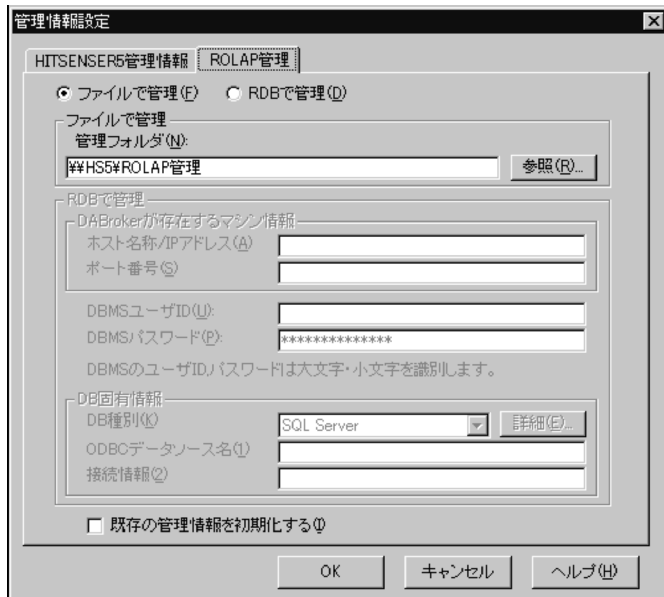 管理情報設定
HITSENSER5管理情報 ROLAP管理
ファイルで管理(F) RDBで管理(D)
ファイルで管理
管理フォルダ(N):
¥¥HS5¥ROLAP管理 参照(R)...
RDBで管理
DABrokerが存在するマシン情報
ホスト名称/IPアドレス(A)
ポート番号(S)
DBMSユーザID(U):
DBMSパスワード(P): **************
DBMSのユーザID,パスワードは大文字・小文字を識別します。
DB固有情報
DB種別(K) SQL Server 詳細(E)...
ODBCデータソース名(1)
接続情報(2)
既存の管理情報を初期化する(I)
OK キャンセル ヘルプ(H)